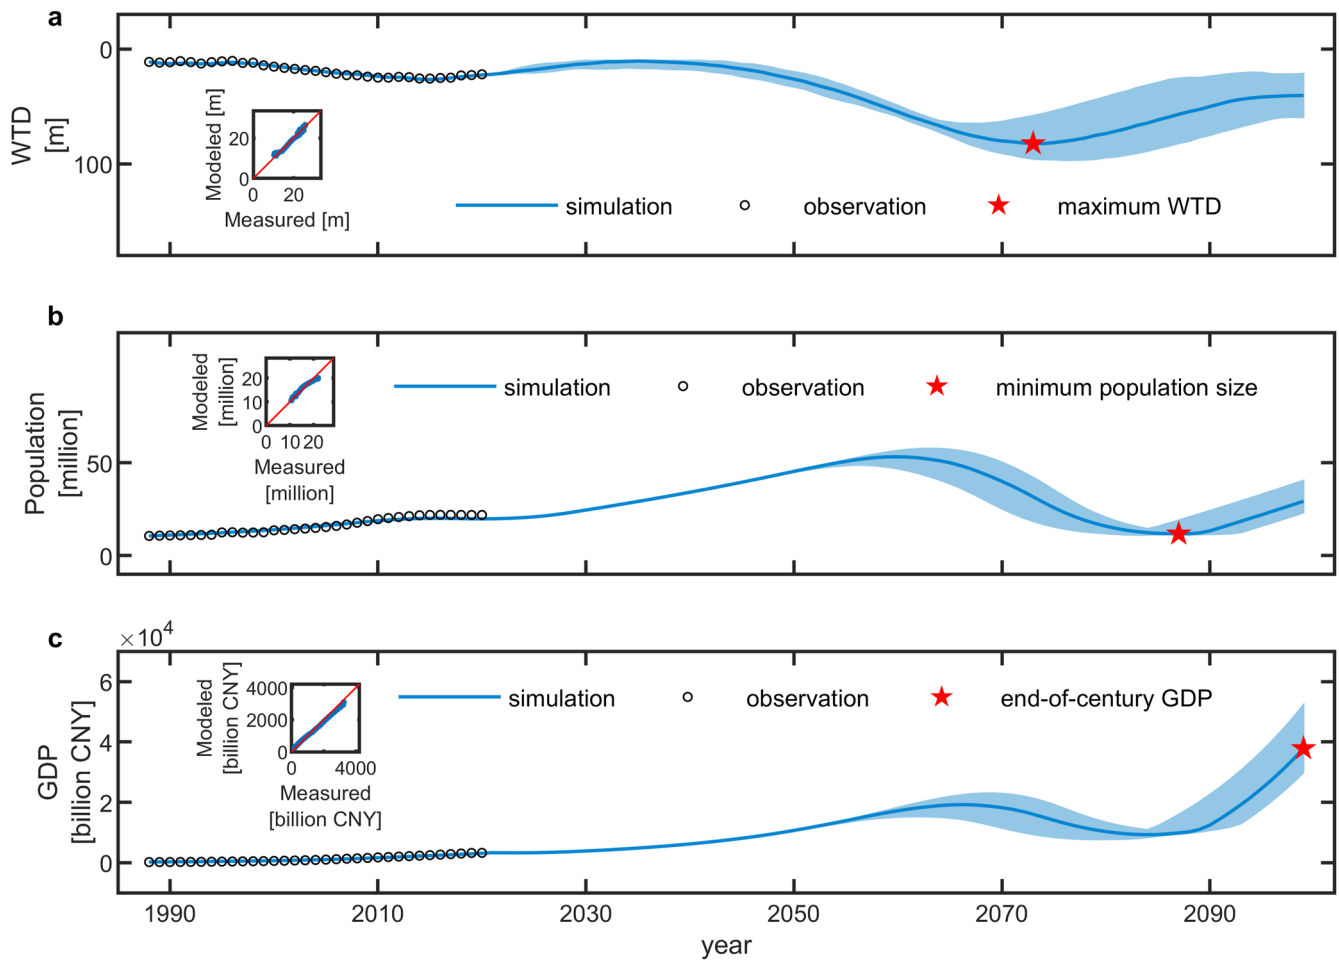 a
0
100
WTD
[m]
Modeled [m]
20
0
0 20
Measured [m]
simulation observation maximum WTD
b
50
0
Population
[million]
Modeled
[million]
20
10
0
0 10 20
Measured
[million]
simulation observation minimum population size
c
×10⁴
6
4
2
0
GDP
[billion CNY]
Modeled
[billion CNY]
4000
2000
0
0 4000
Measured
[billion CNY]
simulation observation end-of-century GDP
1990 2010 2030 2050 2070 2090
year